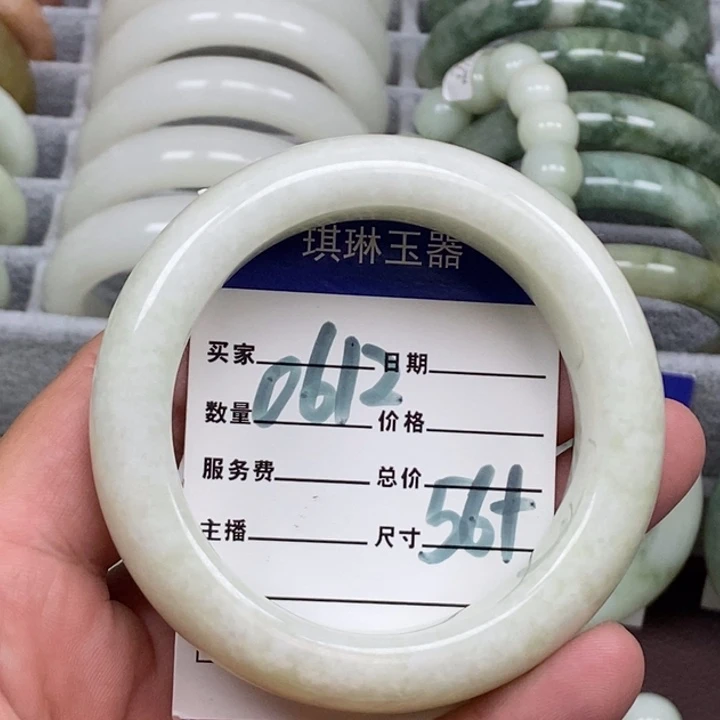 琪琳玉器
买家 日期
0612
数量 价格
服务费 总价
56+
主播 尺寸